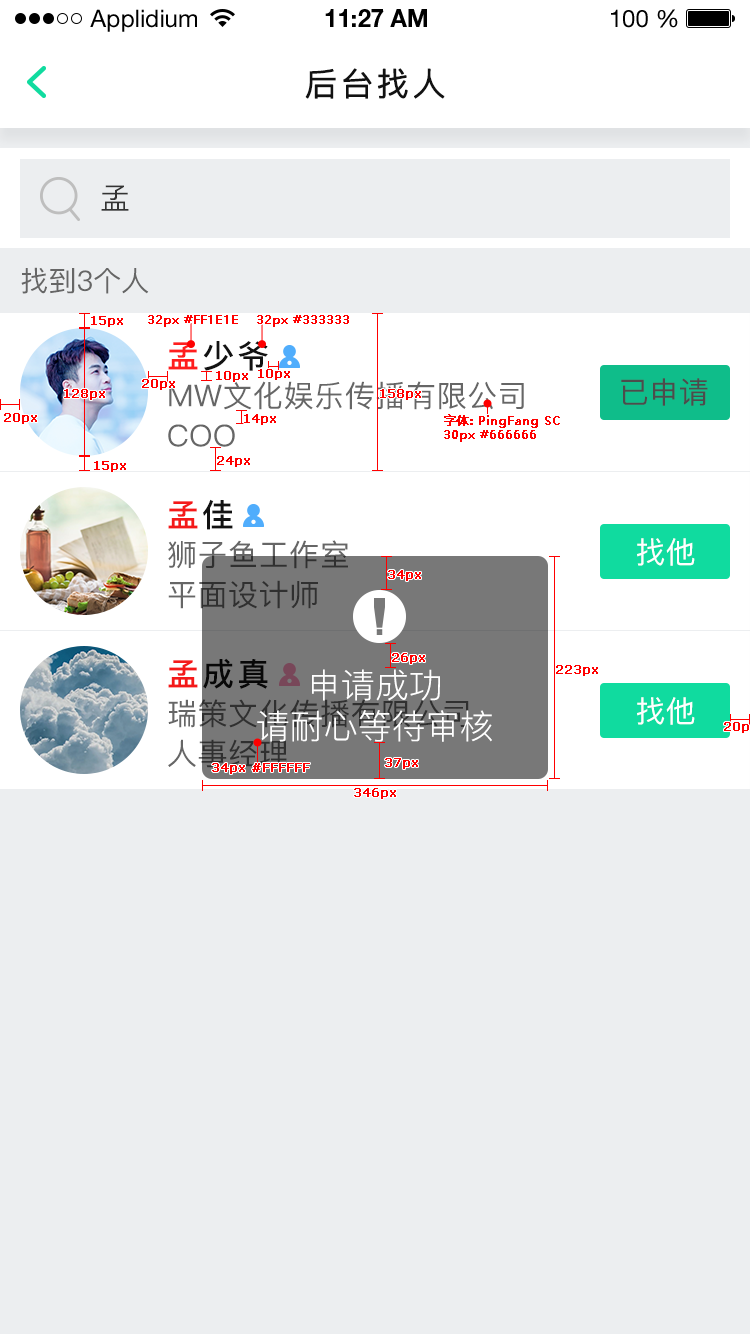 Applidium 11:27 AM 100 %
后台找人
孟
找到3个人
15px 32px #FF1E1E 32px #333333
孟少爷
10px 10px
20px 128px 158px
MW文化娱乐传播有限公司
已申请
20px 14px 字体: PingFang SC
30px #666666
COO
15px 24px
孟佳
狮子鱼工作室
找他
34px
平面设计师
26px
孟成真
申请成功
223px
瑞策文化传播有限公司
找他
请耐心等待审核
20p
人事经理
34px #FFFFFF 37px
346px